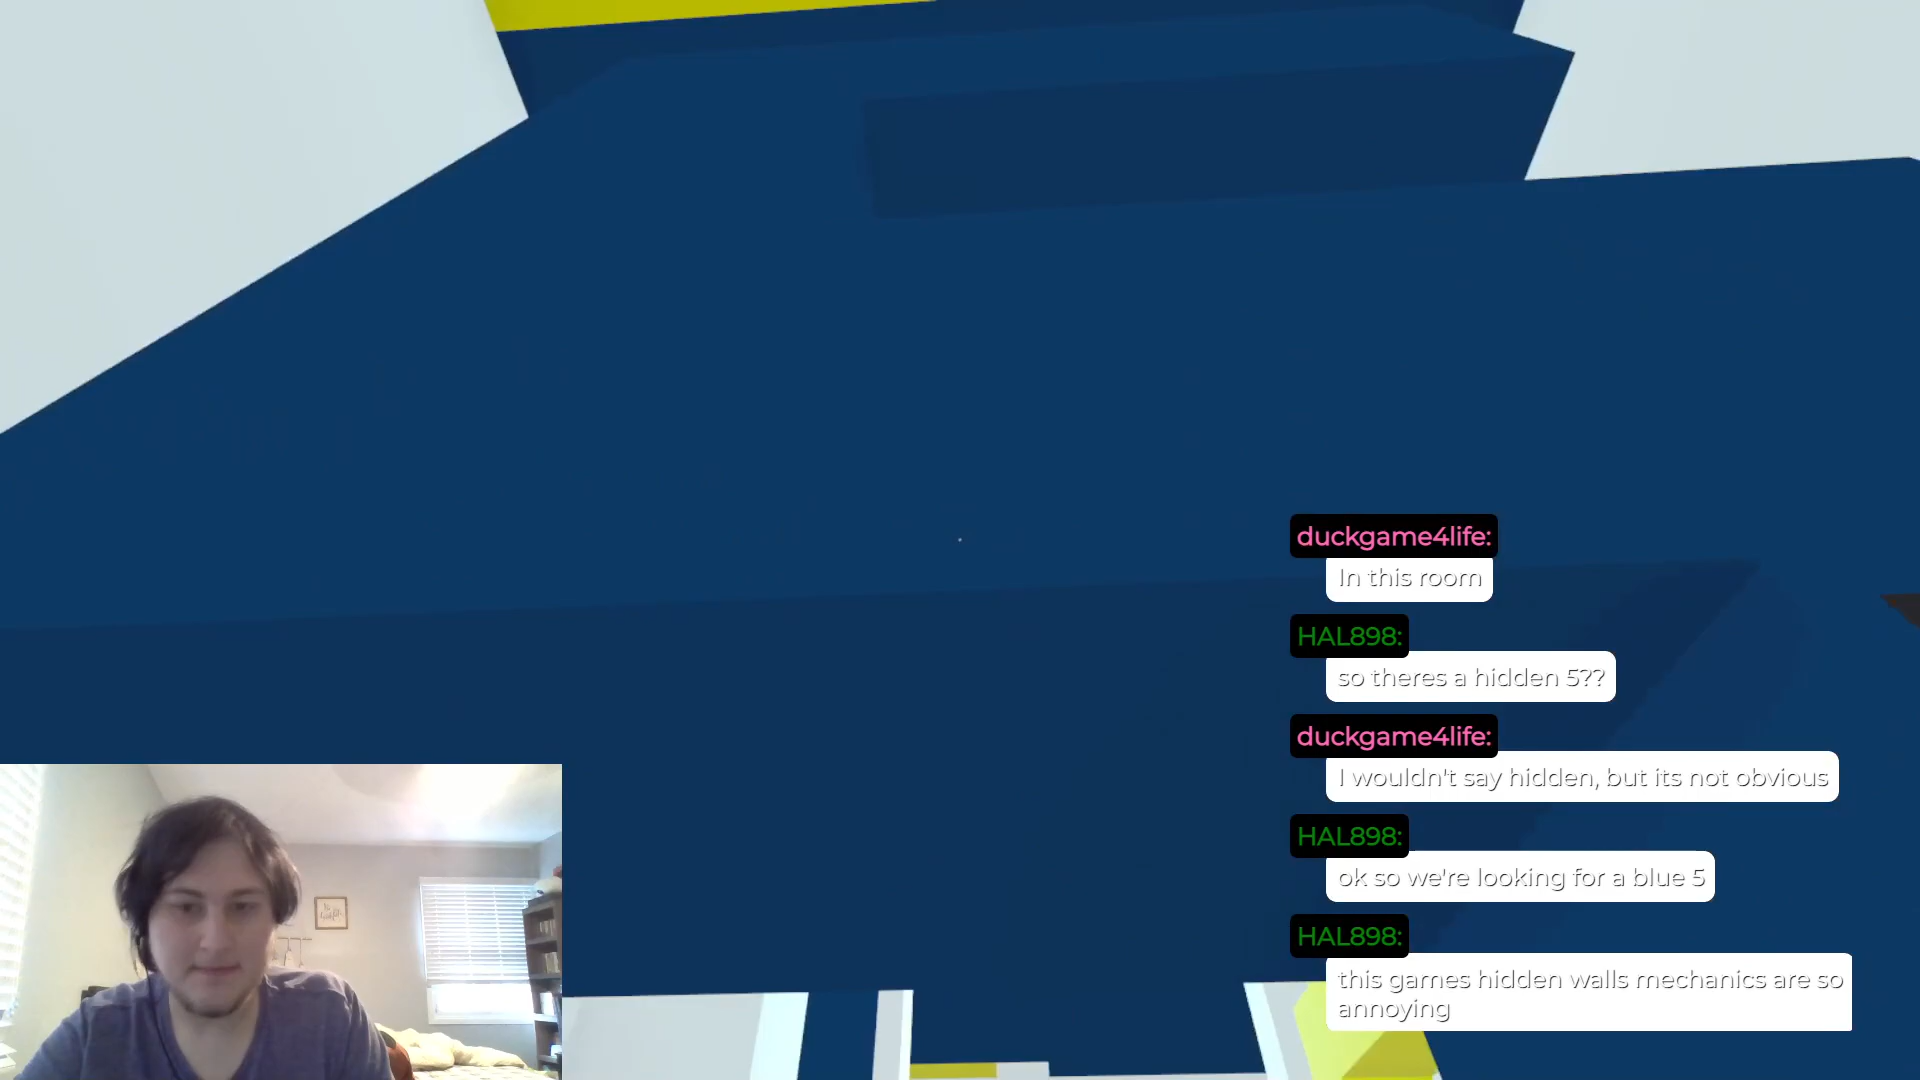 duckgame4life:
In this room
HAL898:
so theres a hidden 5??
duckgame4life:
I wouldn't say hidden, but its not obvious
HAL898:
ok so we're looking for a blue 5
HAL898:
this games hidden walls mechanics are so
annoying